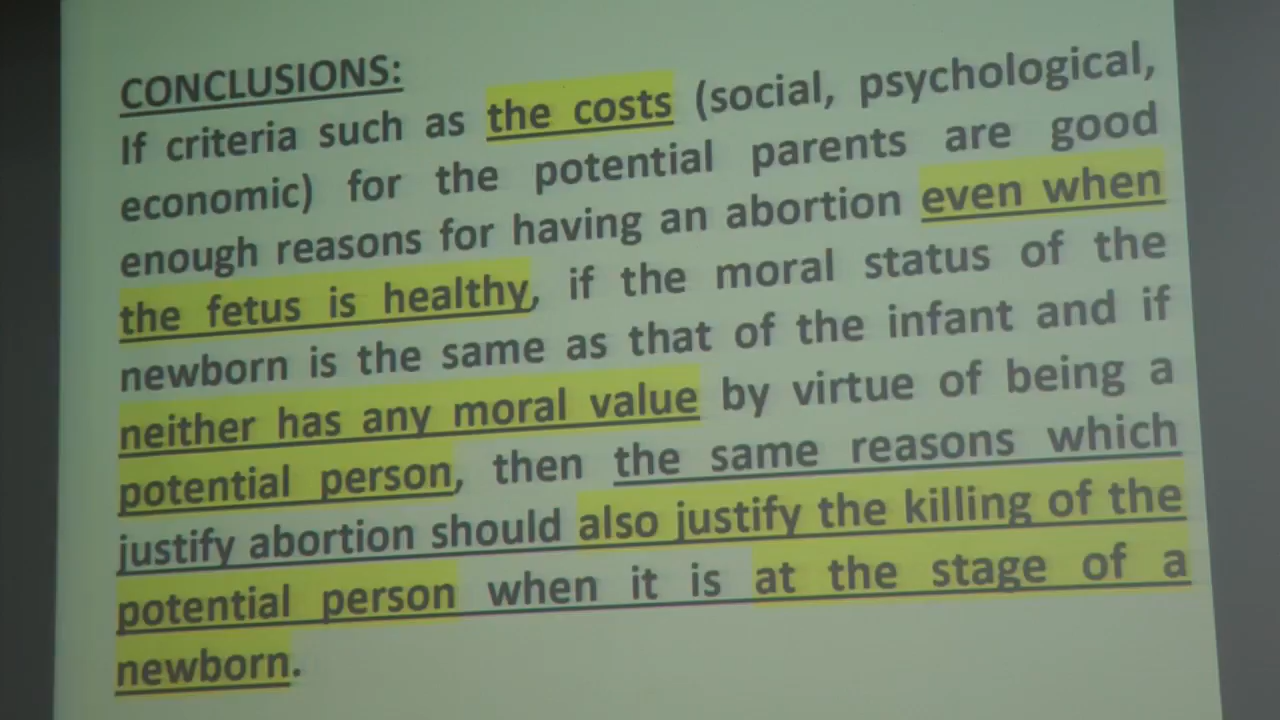 CONCLUSIONS:
If criteria such as the costs (social, psychological,
economic) for the potential parents are good
enough reasons for having an abortion even when
the fetus is healthy, if the moral status of the
newborn is the same as that of the infant and if
neither has any moral value by virtue of being a
potential person, then the same reasons which
justify abortion should also justify the killing of the
potential person when it is at the stage of a
newborn.